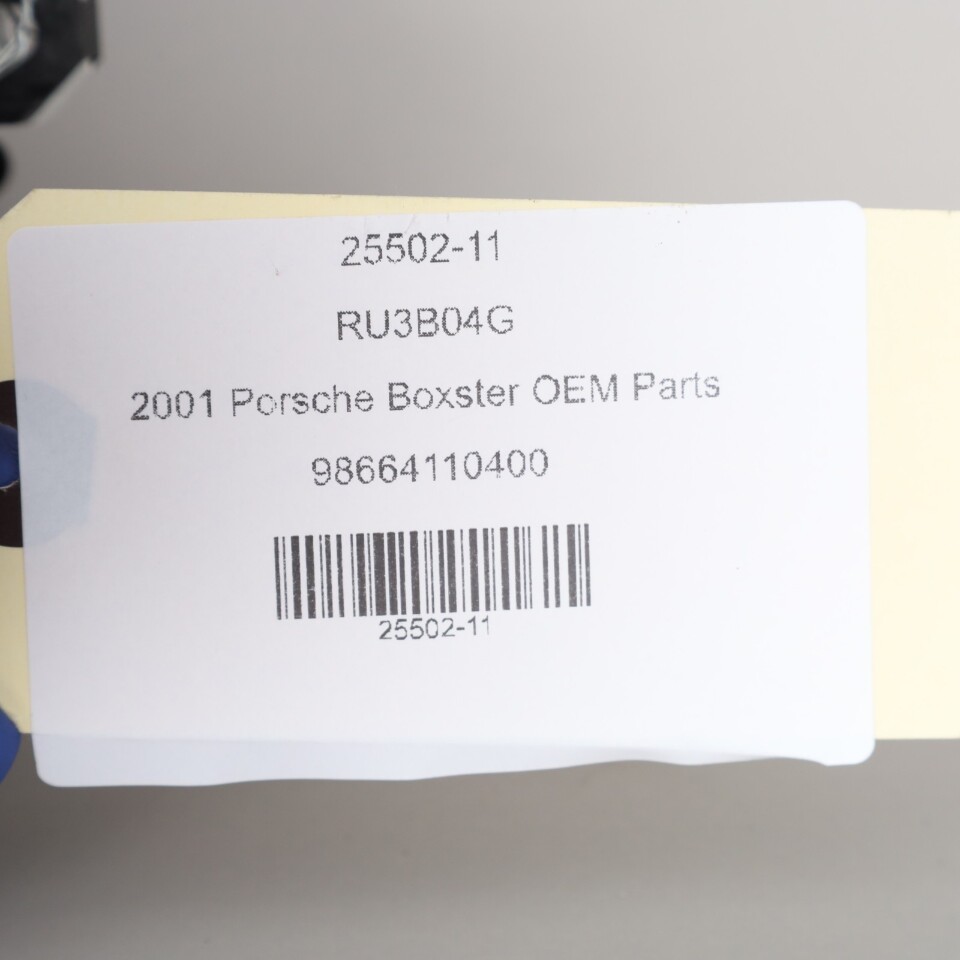 25502-11
RU3B04G
2001 Porsche Boxster OEM Parts
98664110400
25502-11